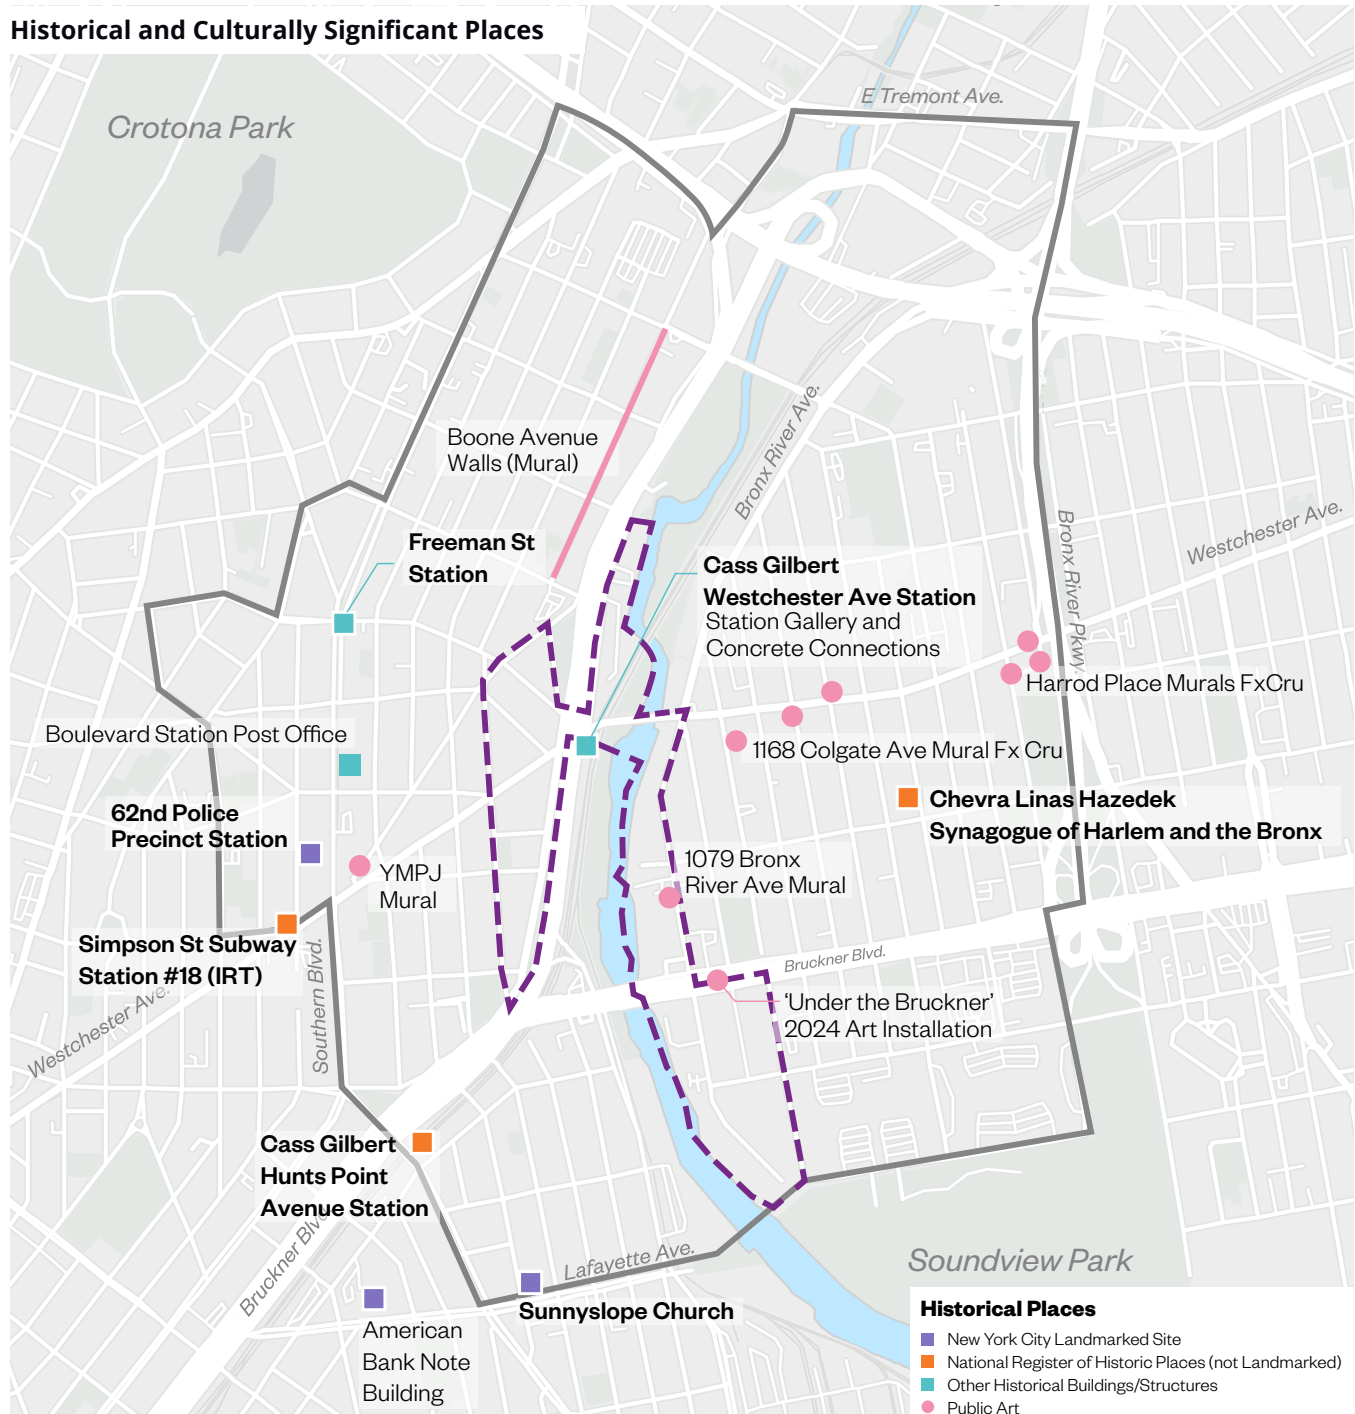 Historical and Culturally Significant Places
E Tremont Ave.
Crotona Park
Bronx River Ave.
Boone Avenue
Walls (Mural)
Westchester Ave.
Bronx River Pkwy.
Freeman St
Station
Cass Gilbert
Westchester Ave Station
Station Gallery and
Concrete Connections
Harrod Place Murals FxCru
Boulevard Station Post Office
1168 Colgate Ave Mural Fx Cru
62nd Police
Precinct Station
Chevra Linas Hazedek
Synagogue of Harlem and the Bronx
YMPJ
Mural
1079 Bronx
River Ave Mural
Simpson St Subway
Station #18 (IRT)
Southern Blvd.
Westchester Ave.
Bruckner Blvd.
‘Under the Bruckner’
2024 Art Installation
Cass Gilbert
Hunts Point
Avenue Station
Bruckner Blvd.
Lafayette Ave.
Soundview Park
Sunnyslope Church
American
Bank Note
Building
Historical Places
New York City Landmarked Site
National Register of Historic Places (not Landmarked)
Other Historical Buildings/Structures
Public Art